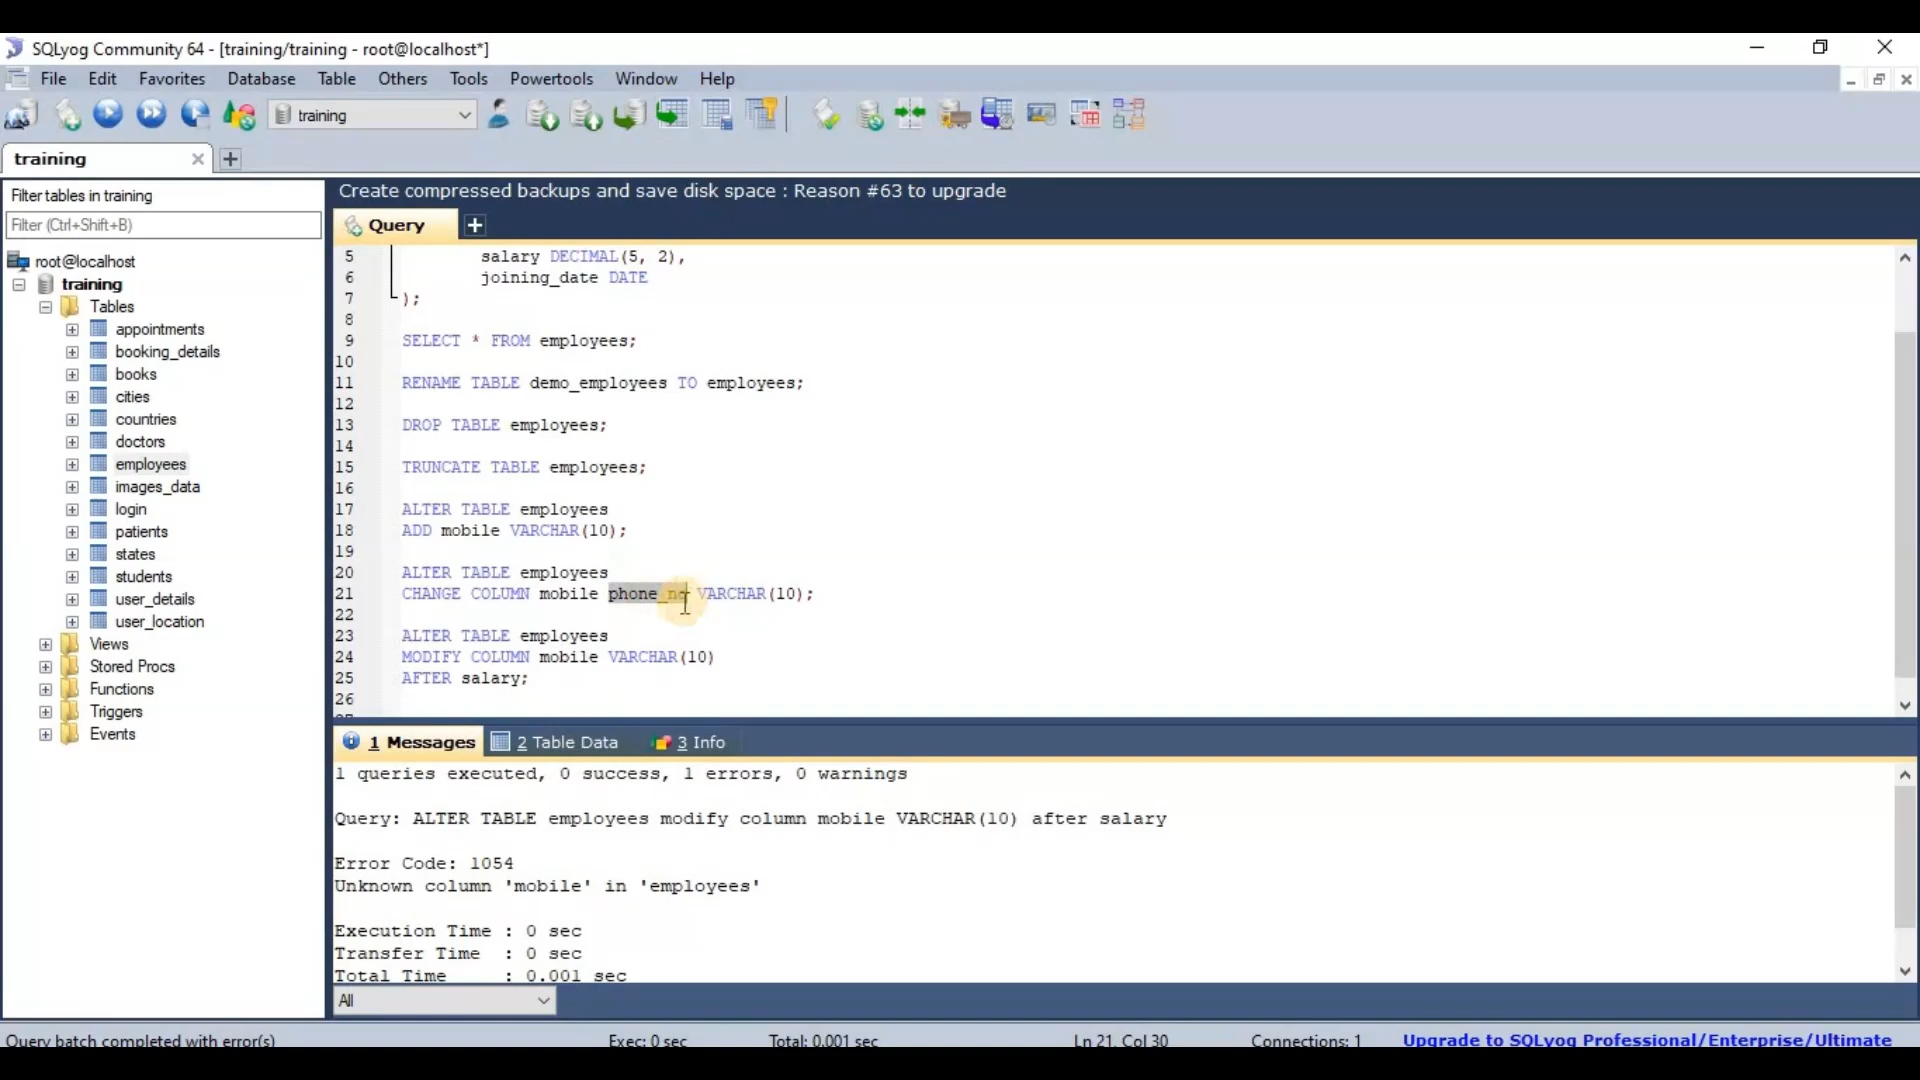 SQLyog Community 64 - [training/training - root@localhost*]
File Edit Favorites Database Table Others Tools Powertools Window Help
training
training
Filter tables in training
Filter (Ctrl+Shift+B)
root@localhost
training
Tables
appointments
booking_details
books
cities
countries
doctors
employees
images_data
login
patients
states
students
user_details
user_location
Views
Stored Procs
Functions
Triggers
Events
Create compressed backups and save disk space : Reason #63 to upgrade
Query
5 salary DECIMAL(5, 2),
6 joining_date DATE
7 );
8
9 SELECT * FROM employees;
10
11 RENAME TABLE demo_employees TO employees;
12
13 DROP TABLE employees;
14
15 TRUNCATE TABLE employees;
16
17 ALTER TABLE employees
18 ADD mobile VARCHAR(10);
19
20 ALTER TABLE employees
21 CHANGE COLUMN mobile phone_no VARCHAR(10);
22
23 ALTER TABLE employees
24 MODIFY COLUMN mobile VARCHAR(10)
25 AFTER salary;
26
1 Messages 2 Table Data 3 Info
1 queries executed, 0 success, 1 errors, 0 warnings
Query: ALTER TABLE employees modify column mobile VARCHAR(10) after salary
Error Code: 1054
Unknown column 'mobile' in 'employees'
Execution Time : 0 sec
Transfer Time : 0 sec
Total Time : 0.001 sec
All
Query batch completed with error(s) Exec: 0 sec Total: 0.001 sec Ln 21, Col 30 Connections: 1 Upgrade to SQLyog Professional/Enterprise/Ultimate